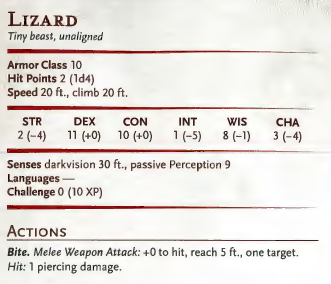 LIZARD
Tiny beast, unaligned
Armor Class 10
Hit Points 2 (1d4)
Speed 20 ft., climb 20 ft.
STR DEX CON INT WIS CHA
2 (–4) 11 (+0) 10 (+0) 1 (–5) 8 (–1) 3 (–4)
Senses darkvision 30 ft., passive Perception 9
Languages —
Challenge 0 (10 XP)
ACTIONS
Bite. Melee Weapon Attack: +0 to hit, reach 5 ft., one target.
Hit: 1 piercing damage.